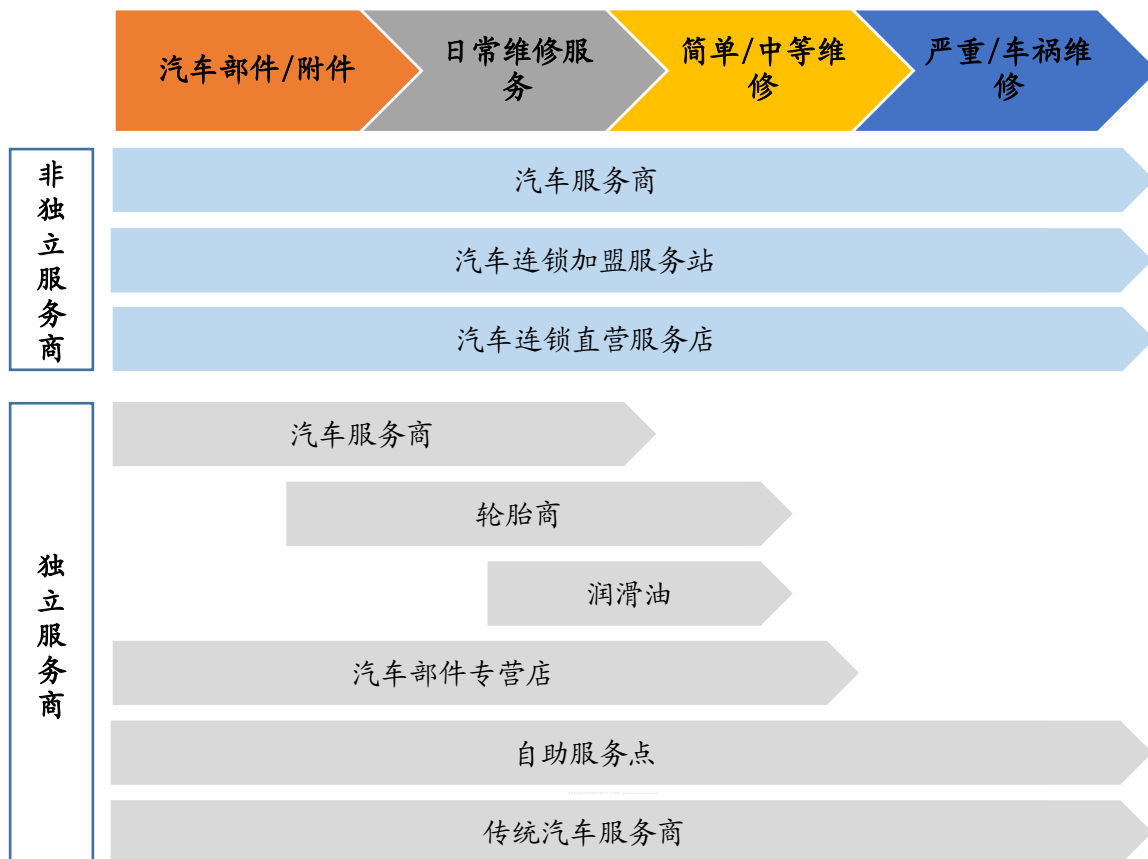 汽车部件/附件
日常维修服
务
简单/中等维
修
严重/车祸维
修
非
独
立
服
务
商
汽车服务商
汽车连锁加盟服务站
汽车连锁直营服务店
独
立
服
务
商
汽车服务商
轮胎商
润滑油
汽车部件专营店
自助服务点
传统汽车服务商